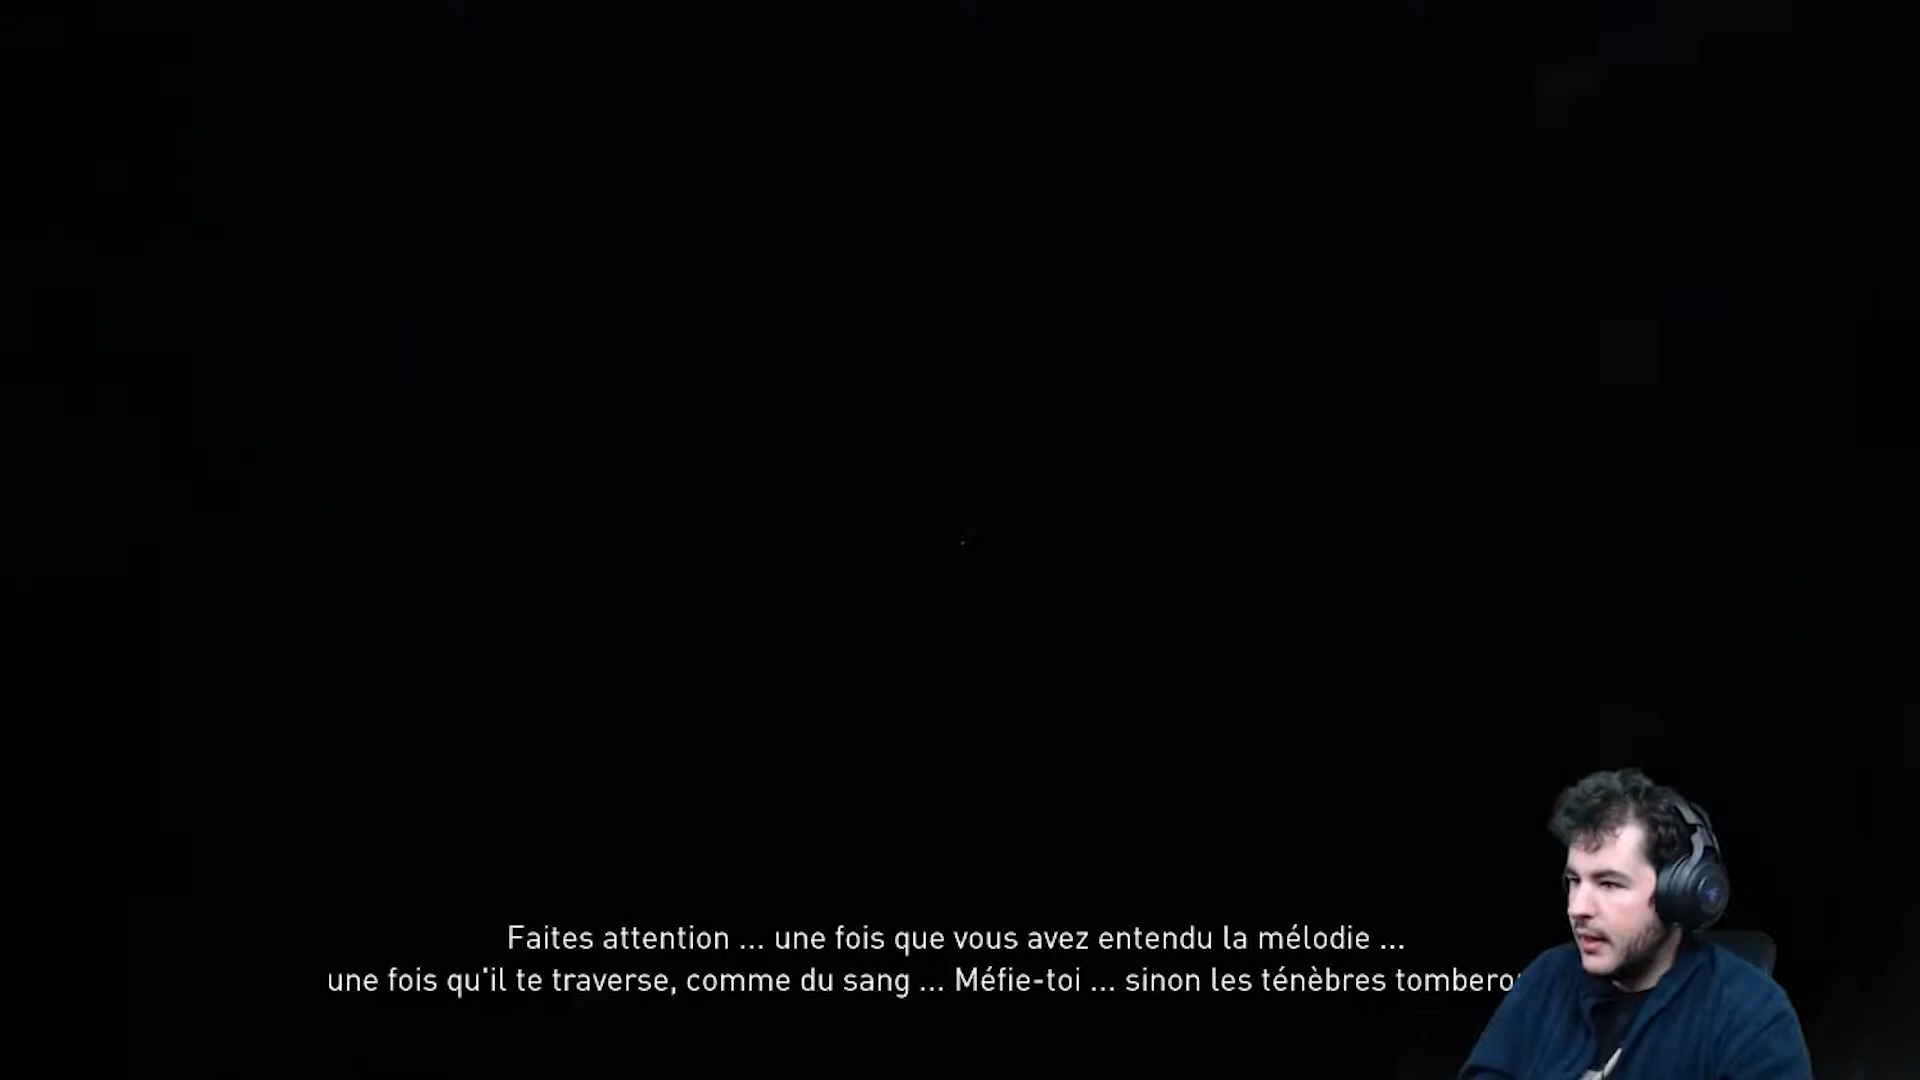 Faites attention ... une fois que vous avez entendu la mélodie ...
une fois qu'il te traverse, comme du sang ... Méfie-toi ... sinon les ténèbres